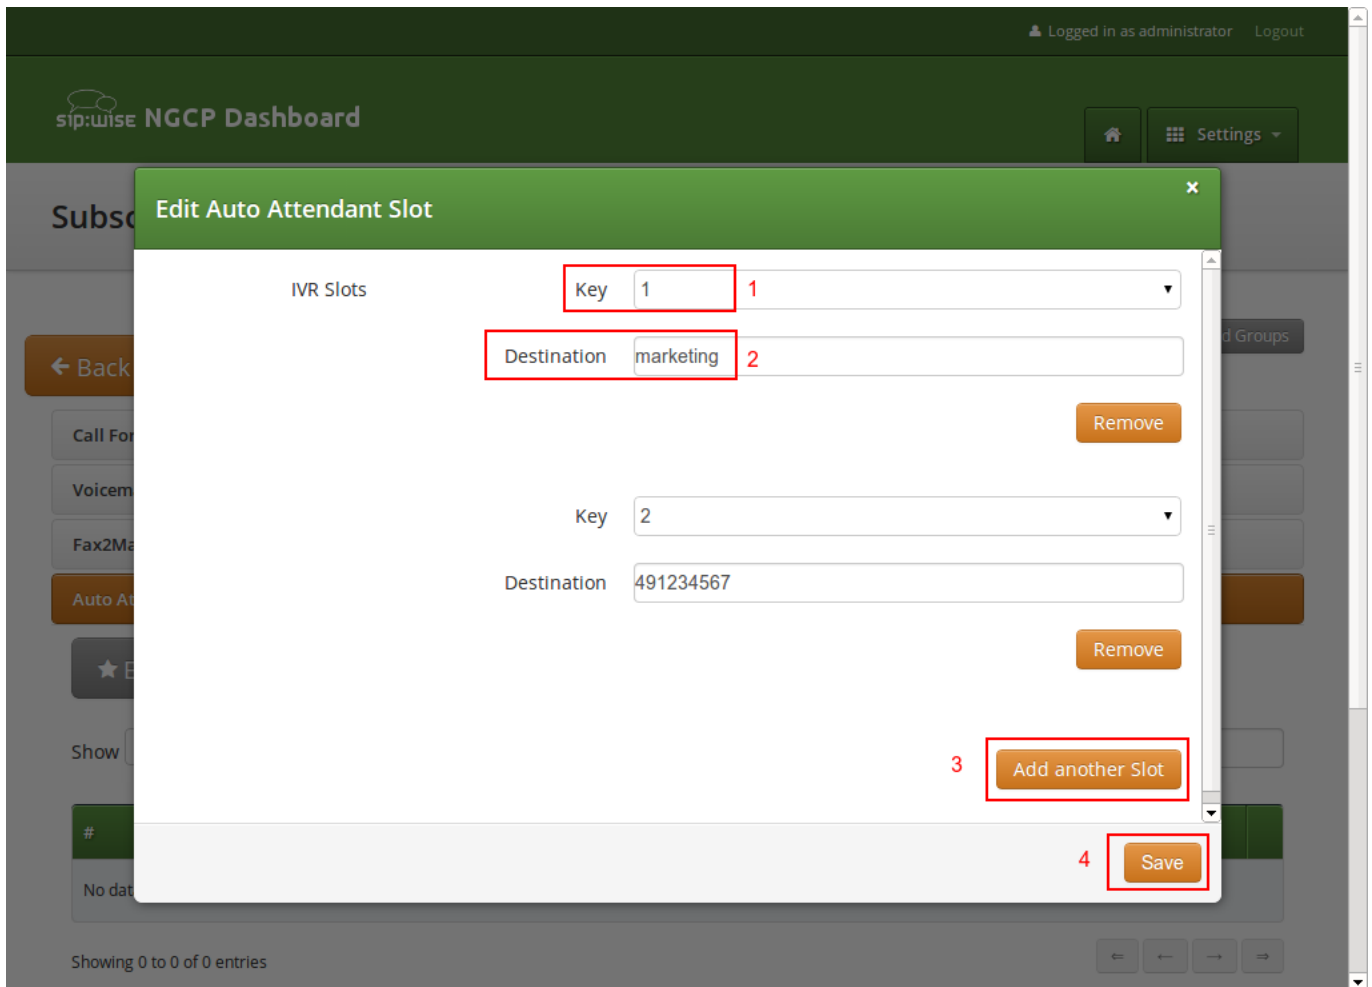 Logged in as administrator Logout
sip:wise NGCP Dashboard
Settings
Edit Auto Attendant Slot ×
IVR Slots Key 1 1
Destination marketing 2
d Groups
Back
Remove
Call For
Voicem
Key 2
Fax2Ma
Destination 491234567
Auto At
Remove
Show
3 Add another Slot
#
4 Save
No dat
Showing 0 to 0 of 0 entries